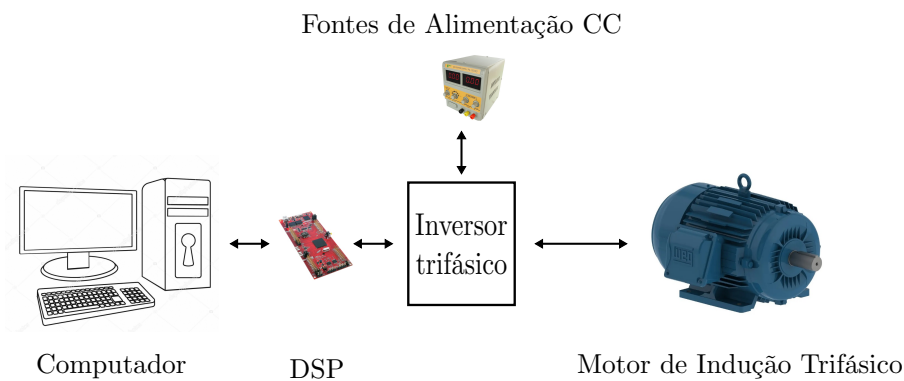 Fontes de Alimentação CC
Inversor
trifásico
Computador
DSP
Motor de Indução Trifásico